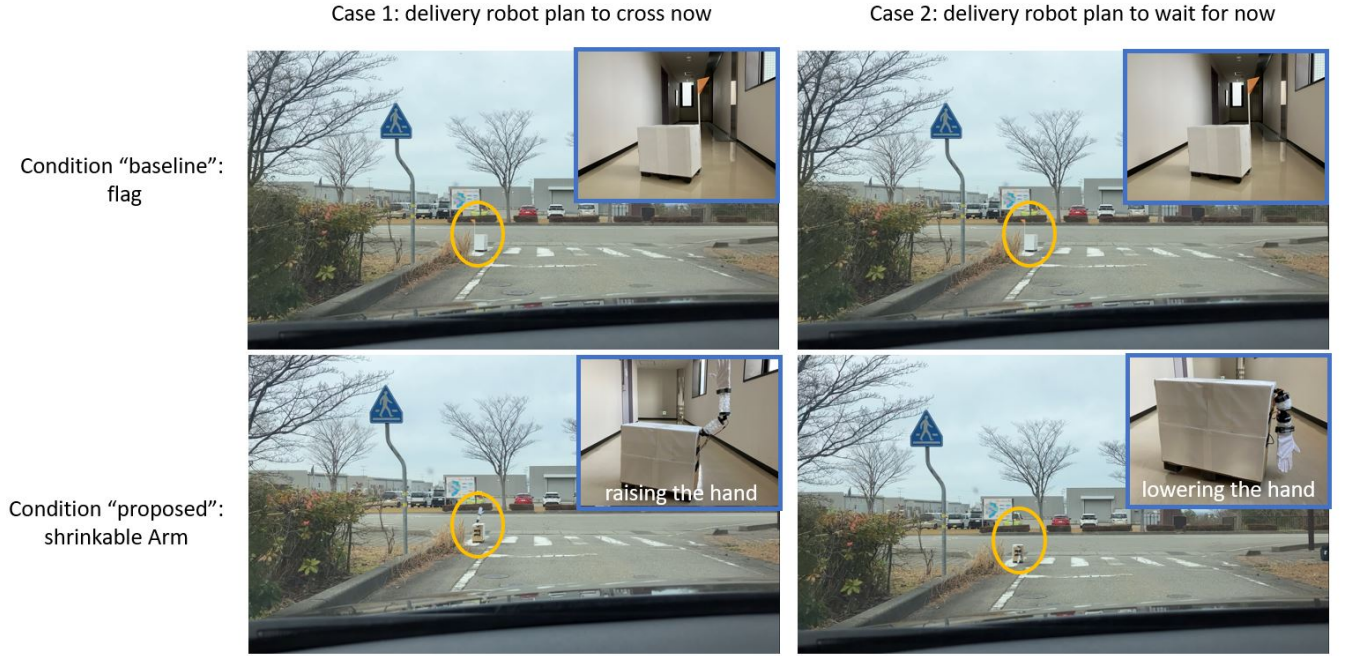 Case 1: delivery robot plan to cross now
Case 2: delivery robot plan to wait for now
Condition “baseline”:
flag
Condition “proposed”:
shrinkable Arm
raising the hand
lowering the hand